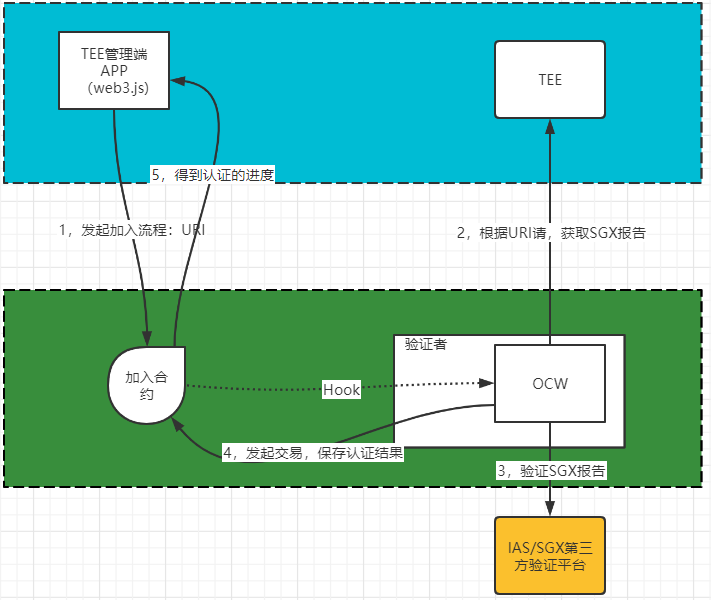 TEE管理端
APP
（web3.js）
TEE
5，得到认证的进度
1，发起加入流程：URI
2，根据URI请，获取SGX报告
验证者
加入合
约
Hook
OCW
4，发起交易，保存认证结果
3，验证SGX报告
IAS/SGX第三
方验证平台